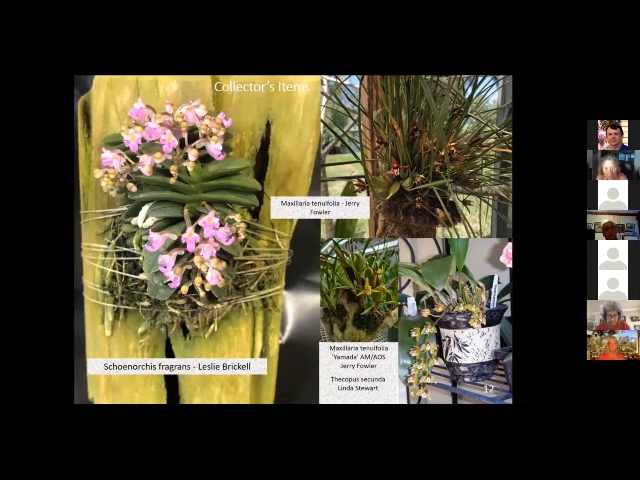 Collector's Items
Maxillaria tenuifolia - Jerry
Fowler
Schoenorchis fragrans - Leslie Brickell
Maxillaria tenuifolia
'Yamada' AM/AOS
Jerry Fowler
Thecopus secunda
Linda Stewart
12